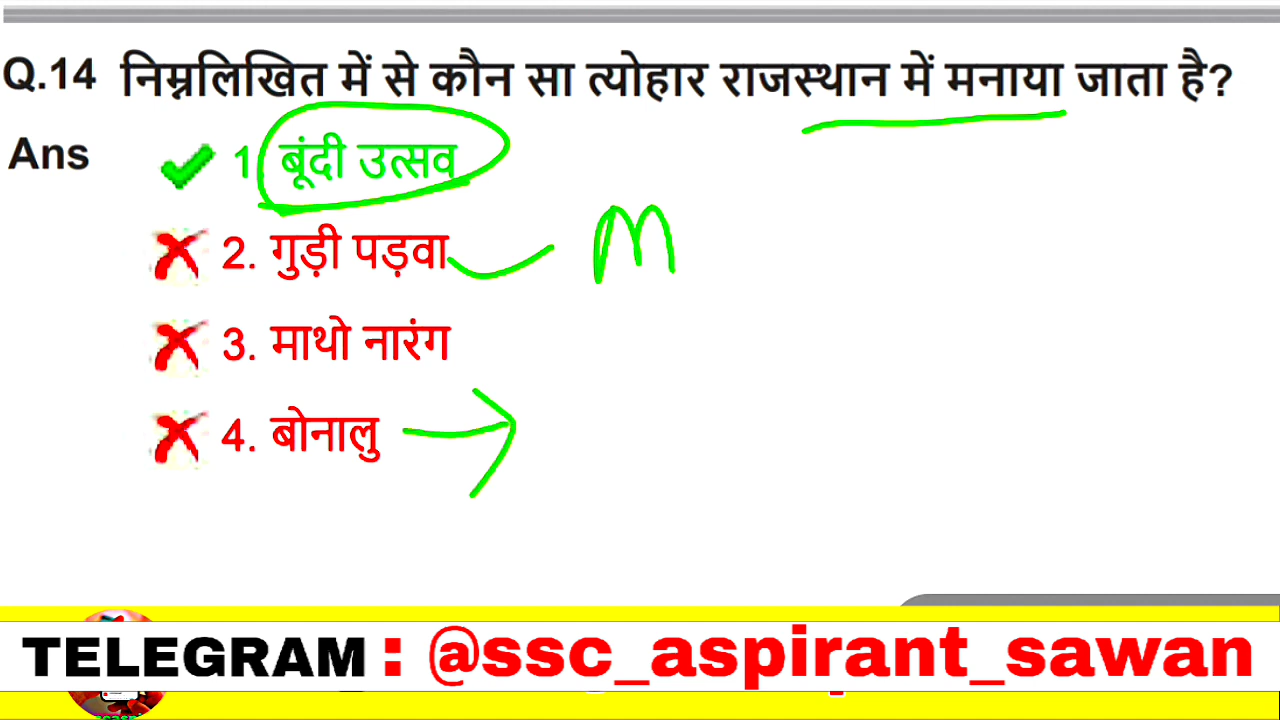 Q.14 निम्नलिखित में से कौन सा त्योहार राजस्थान में मनाया जाता है?
Ans 1. बूंदी उत्सव
2. गुड़ी पड़वा M
3. माथो नारंग
4. बोनालु
TELEGRAM : @ssc_aspirant_sawan